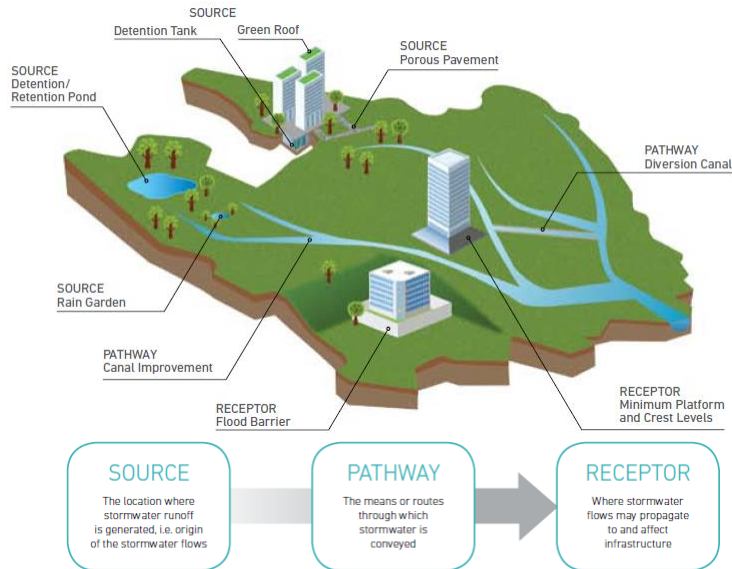 SOURCE
Detention Tank
Green Roof
SOURCE
Porous Pavement
SOURCE
Detention/
Retention Pond
PATHWAY
Diversion Canal
SOURCE
Rain Garden
PATHWAY
Canal Improvement
RECEPTOR
Flood Barrier
RECEPTOR
Minimum Platform
and Crest Levels
SOURCE
The location where
stormwater runoff
is generated, i.e. origin
of the stormwater flows
PATHWAY
The means or routes
through which
stormwater is
conveyed
RECEPTOR
Where stormwater
flows may propagate
to and affect
infrastructure